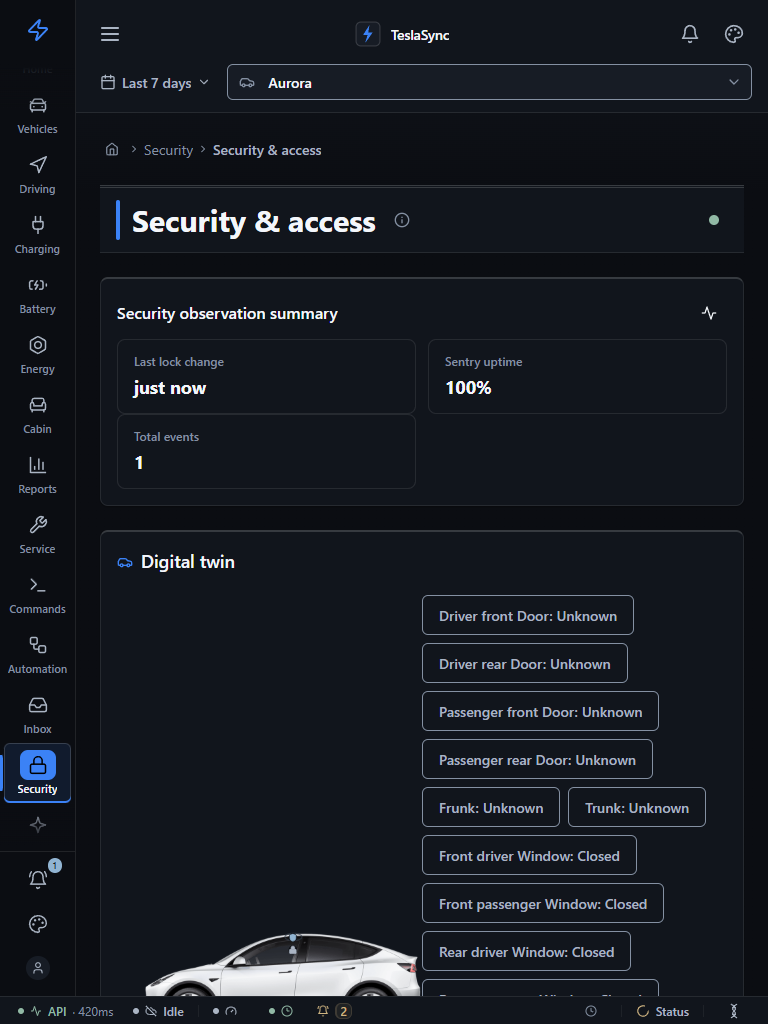 TeslaSync
Last 7 days
Aurora
Vehicles
Driving
Charging
Battery
Energy
Cabin
Reports
Service
Commands
Automation
Inbox
Security
1
Security
Security & access
Security & access
Security observation summary
Last lock change
just now
Sentry uptime
100%
Total events
1
Digital twin
Driver front Door: Unknown
Driver rear Door: Unknown
Passenger front Door: Unknown
Passenger rear Door: Unknown
Frunk: Unknown
Trunk: Unknown
Front driver Window: Closed
Front passenger Window: Closed
Rear driver Window: Closed
API · 420ms
Idle
2
Status